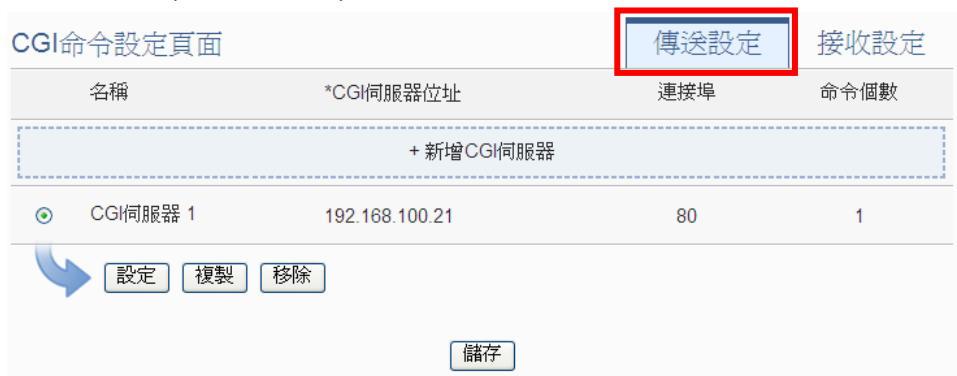 CGI命令設定頁面 傳送設定 接收設定
名稱 *CGI伺服器位址 連接埠 命令個數
+ 新增CGI伺服器
CGI伺服器 1 192.168.100.21 80 1
設定 複製 移除
儲存